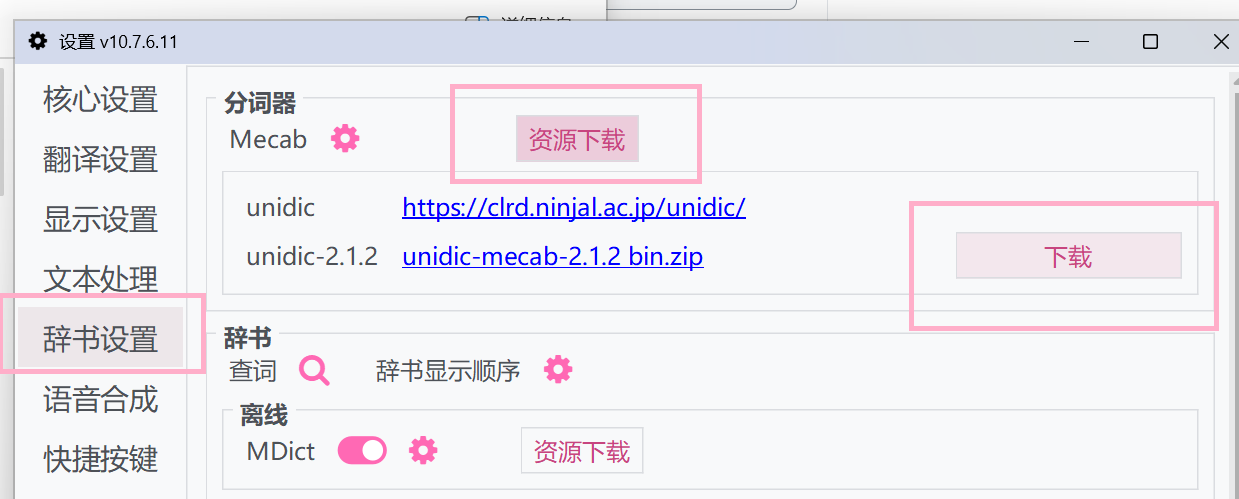 设置 v10.7.6.11
核心设置
翻译设置
显示设置
文本处理
辞书设置
语音合成
快捷按键
分词器
Mecab 资源下载
unidic https://clrd.ninjal.ac.jp/unidic/
unidic-2.1.2 unidic-mecab-2.1.2 bin.zip 下载
辞书
查词 辞书显示顺序
离线
MDict 资源下载